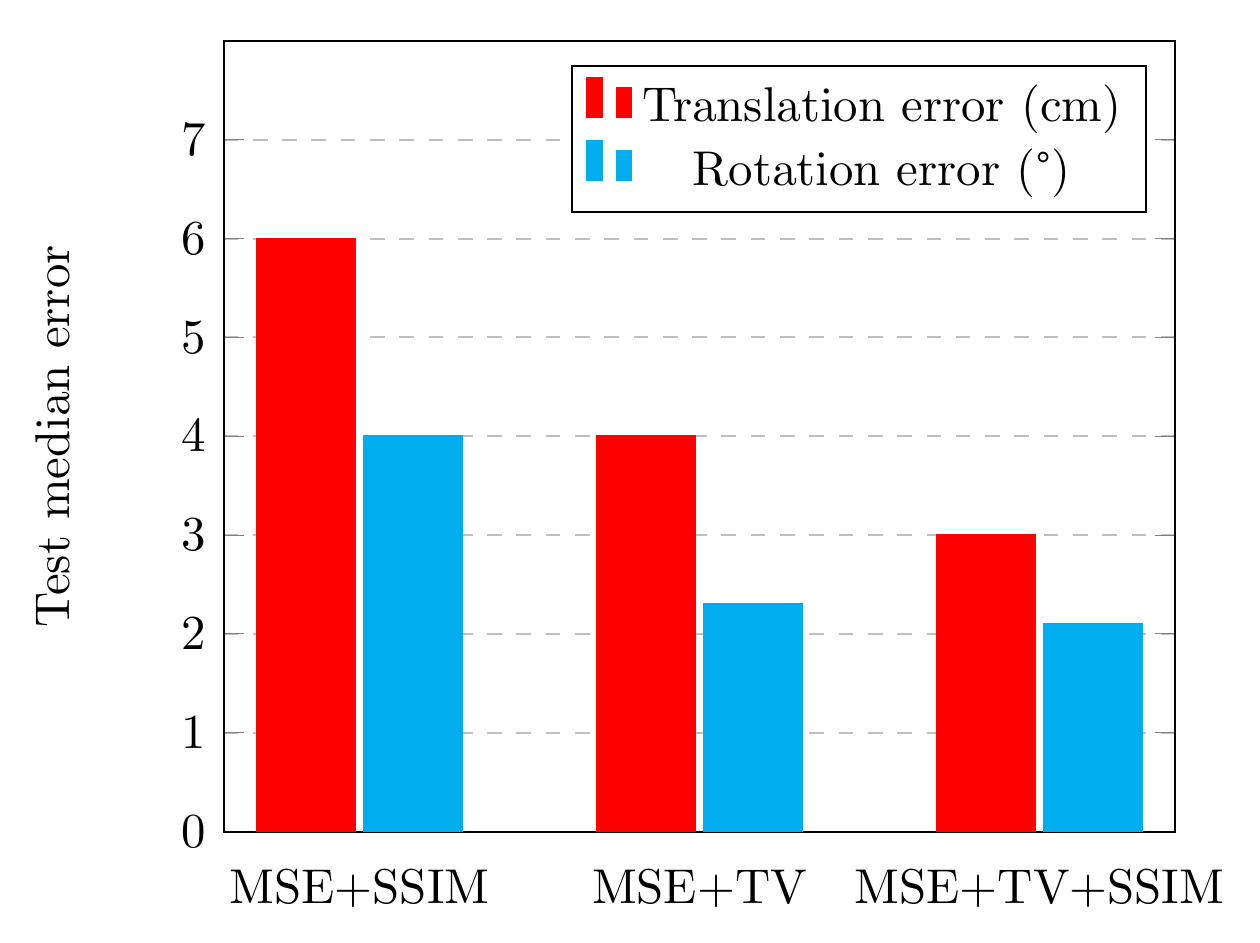 Translation error (cm)
Rotation error (°)
7
6
5
4
3
2
1
0
Test median error
MSE+SSIM
MSE+TV
MSE+TV+SSIM